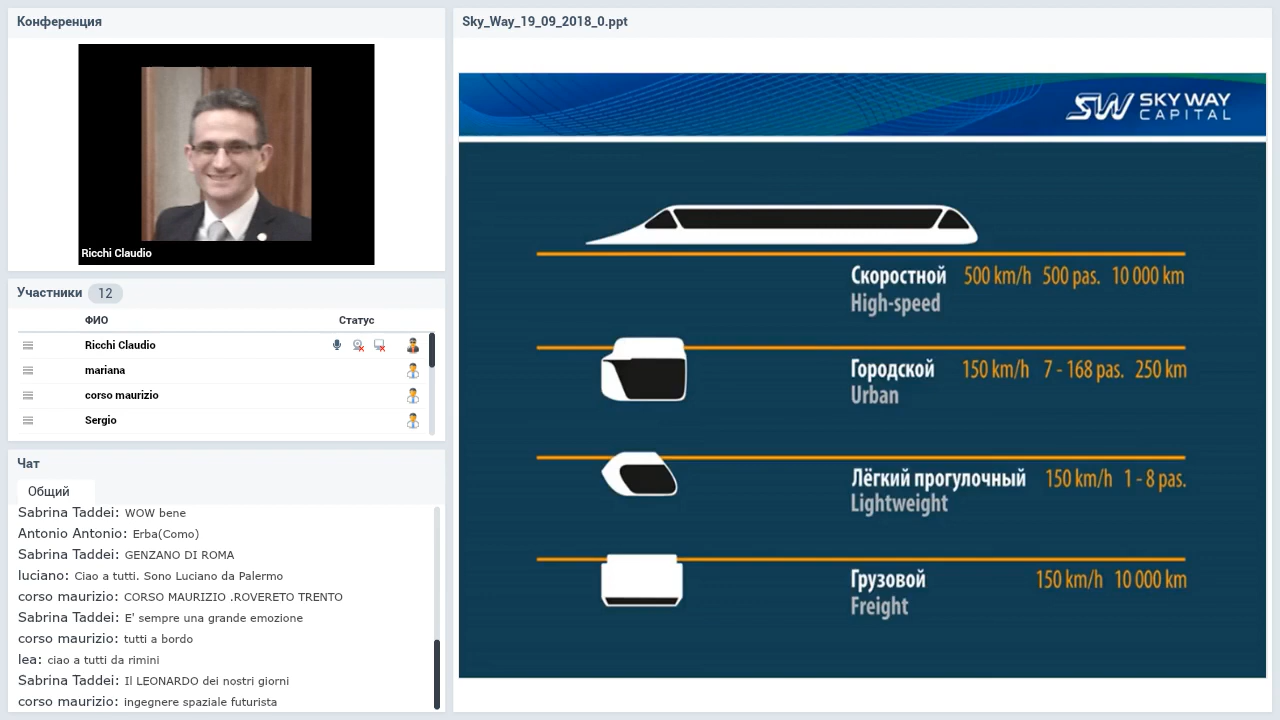 Конференция
Ricchi Claudio
Участники 12
ФИО Статус
Ricchi Claudio
mariana
corso maurizio
Sergio
Чат
Общий
Sabrina Taddei: WOW bene
Antonio Antonio: Erba(Como)
Sabrina Taddei: GENZANO DI ROMA
luciano: Ciao a tutti. Sono Luciano da Palermo
corso maurizio: CORSO MAURIZIO .ROVERETO TRENTO
Sabrina Taddei: E' sempre una grande emozione
corso maurizio: tutti a bordo
lea: ciao a tutti da rimini
Sabrina Taddei: Il LEONARDO dei nostri giorni
corso maurizio: ingegnere spaziale futurista
Sky_Way_19_09_2018_0.ppt
SW SKY WAY
CAPITAL
Скоростной 500 km/h 500 pas. 10 000 km
High-speed
Городской 150 km/h 7 - 168 pas. 250 km
Urban
Лёгкий прогулочный 150 km/h 1 - 8 pas.
Lightweight
Грузовой 150 km/h 10 000 km
Freight